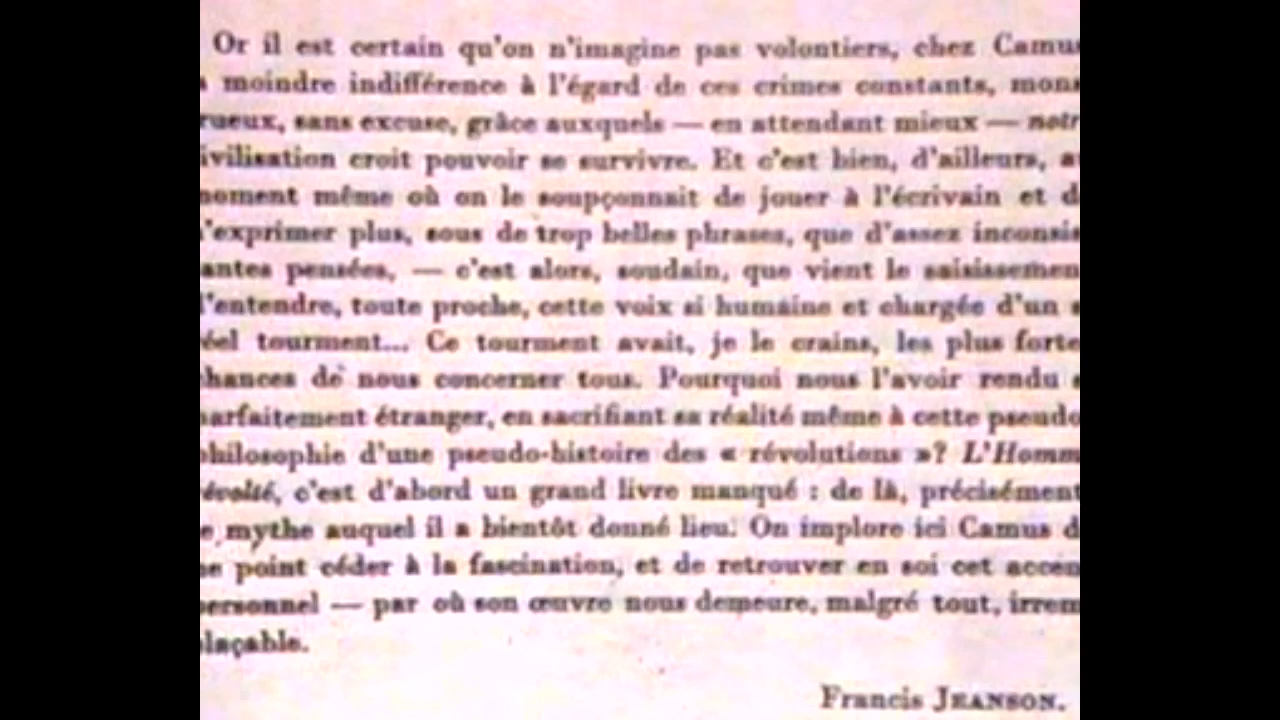 Or il est certain qu'on n'imagine pas volontiers, chez Camus
moindre indifférence à l'égard de ces crimes constants, mons
rueux, sans excuse, grâce auxquels — en attendant mieux — notr
ivilisation croit pouvoir se survivre. Et c'est bien, d'ailleurs, a
moment même où on le soupçonnait de jouer à l'écrivain et d
'exprimer plus, sous de trop belles phrases, que d'assez inconsis
antes pensées, — c'est alors, soudain, que vient le saisissemen
d'entendre, toute proche, cette voix si humaine et chargée d'un s
éel tourment... Ce tourment avait, je le crains, les plus forte
chances de nous concerner tous. Pourquoi nous l'avoir rendu s
parfaitement étranger, en sacrifiant sa réalité même à cette pseudo
philosophie d'une pseudo-histoire des « révolutions »? L'Homm
évolté, c'est d'abord un grand livre manqué : de là, précisément
e mythe auquel il a bientôt donné lieu. On implore ici Camus d
ne point céder à la fascination, et de retrouver en soi cet accen
personnel — par où son œuvre nous demeure, malgré tout, irrem
plaçable.
Francis JEANSON.